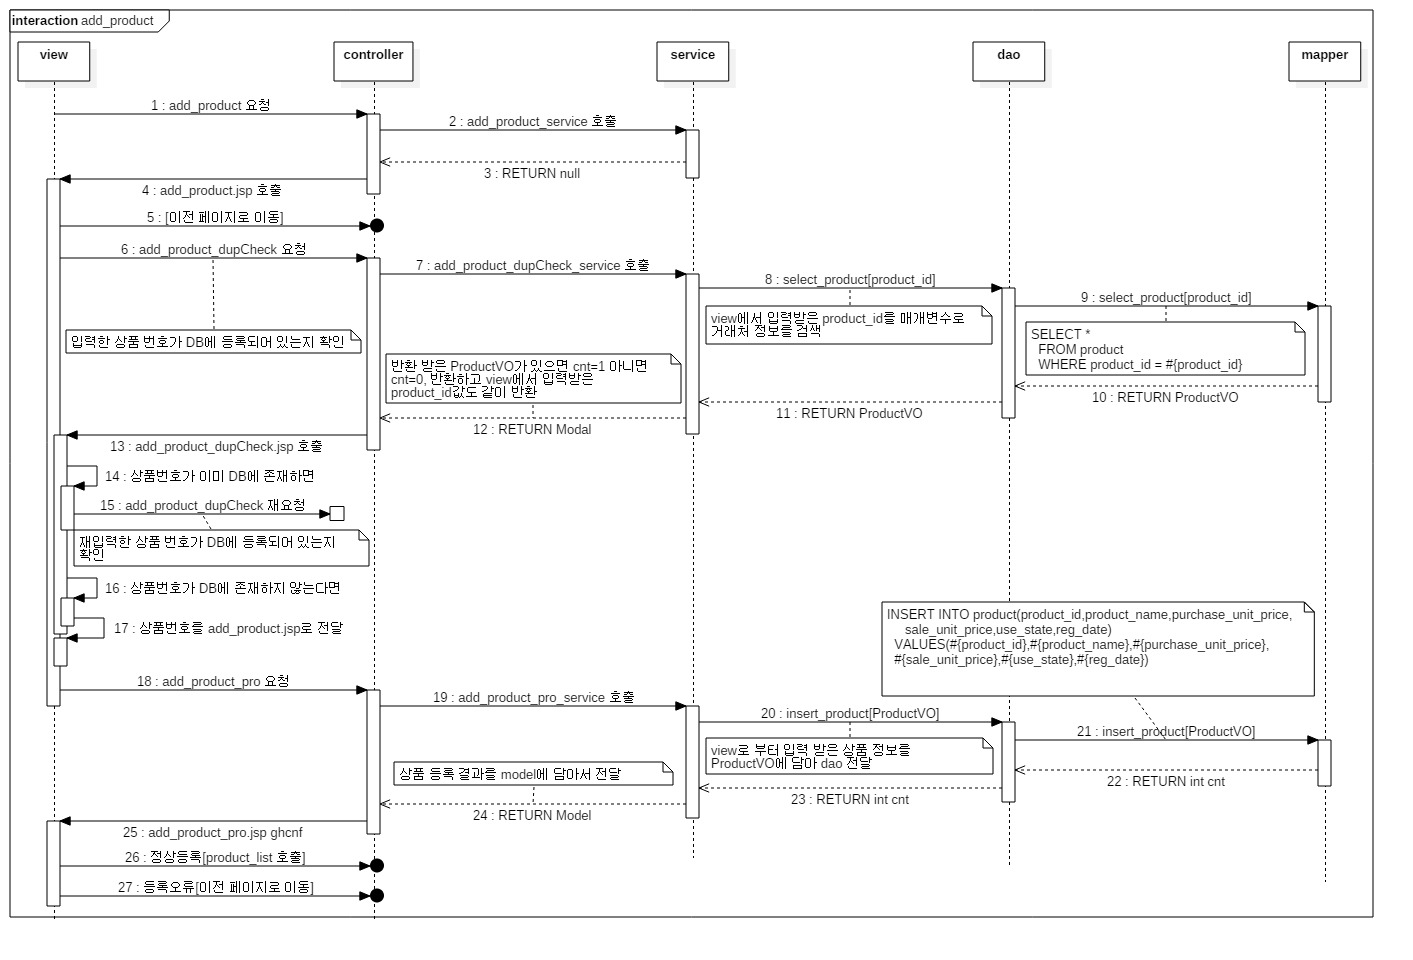 interaction add_product
view
controller
service
dao
mapper
1 : add_product 요청
2 : add_product_service 호출
3 : RETURN null
4 : add_product.jsp 호출
5 : [이전 페이지로 이동]
6 : add_product_dupCheck 요청
7 : add_product_dupCheck_service 호출
8 : select_product[product_id]
9 : select_product[product_id]
view에서 입력받은 product_id를 매개변수로
거래처 정보를 검색
SELECT *
FROM product
WHERE product_id = #{product_id}
입력한 상품 번호가 DB에 등록되어 있는지 확인
반환 받은 ProductVO가 있으면 cnt=1 아니면
cnt=0, 반환하고 view에서 입력받은
product_id값도 같이 반환
10 : RETURN ProductVO
11 : RETURN ProductVO
12 : RETURN Modal
13 : add_product_dupCheck.jsp 호출
14 : 상품번호가 이미 DB에 존재하면
15 : add_product_dupCheck 재요청
재입력한 상품 번호가 DB에 등록되어 있는지
확인
16 : 상품번호가 DB에 존재하지 않는다면
17 : 상품번호를 add_product.jsp로 전달
INSERT INTO product(product_id,product_name,purchase_unit_price,
sale_unit_price,use_state,reg_date)
VALUES(#{product_id},#{product_name},#{purchase_unit_price},
#{sale_unit_price},#{use_state},#{reg_date})
18 : add_product_pro 요청
19 : add_product_pro_service 호출
20 : insert_product[ProductVO]
21 : insert_product[ProductVO]
view로 부터 입력 받은 상품 정보를
ProductVO에 담아 dao 전달
상품 등록 결과를 model에 담아서 전달
22 : RETURN int cnt
23 : RETURN int cnt
24 : RETURN Model
25 : add_product_pro.jsp ghcnf
26 : 정상등록[product_list 호출]
27 : 등록오류[이전 페이지로 이동]